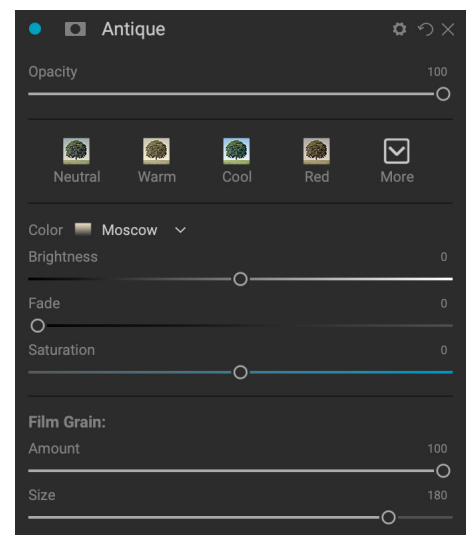 Antique
Opacity 100
Neutral Warm Cool Red More
Color Moscow
Brightness 0
Fade 0
Saturation 0
Film Grain:
Amount 100
Size 180